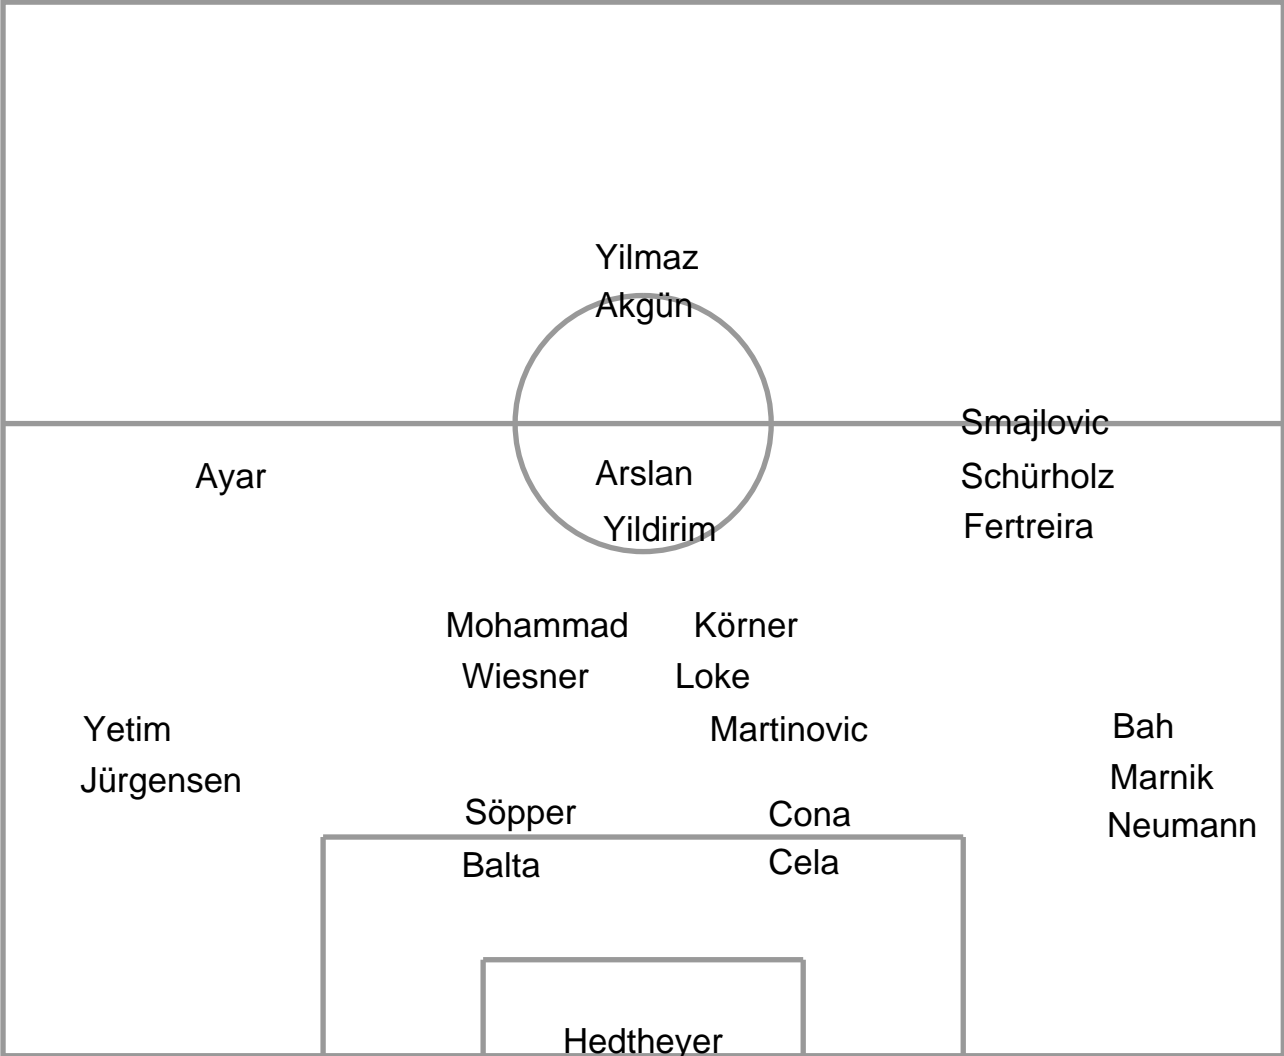 Yilmaz
Akgün
Smajlovic
Ayar
Arslan
Schürholz
Yildirim
Fertreira
Mohammad
Körner
Wiesner
Loke
Yetim
Martinovic
Bah
Jürgensen
Marnik
Söpper
Cona
Neumann
Balta
Cela
Hedtheyer